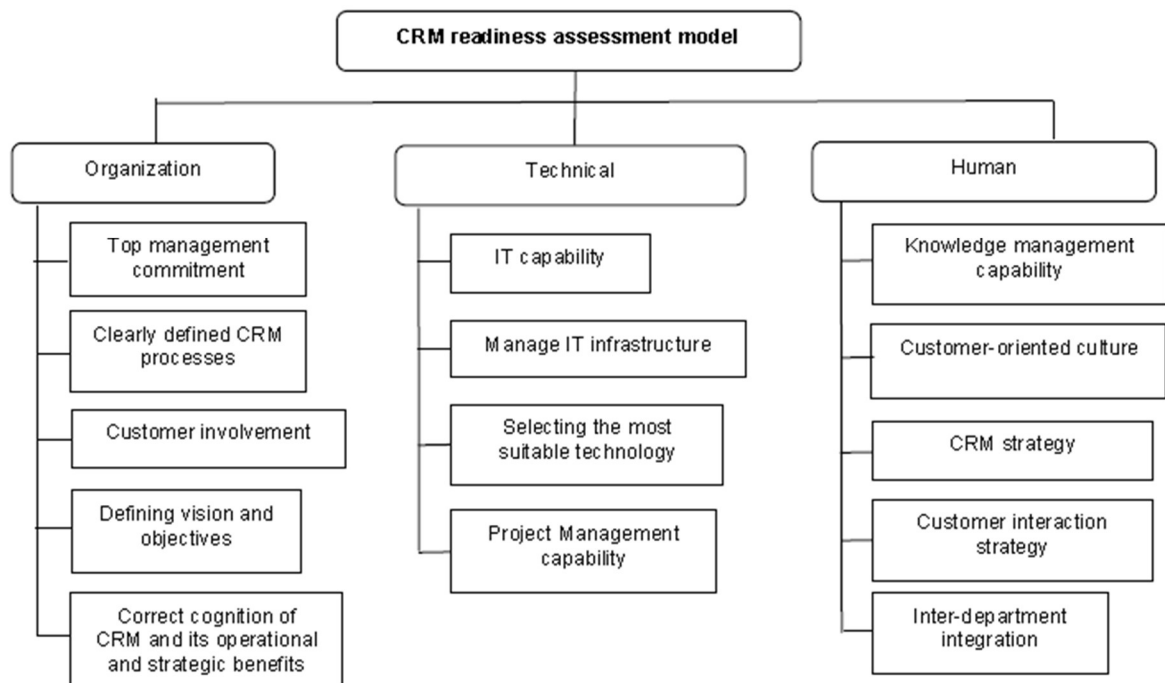 CRM readiness assessment model
Organization
Technical
Human
Top management
commitment
Clearly defined CRM
processes
Customer involvement
Defining vision and
objectives
Correct cognition of
CRM and its operational
and strategic benefits
IT capability
Manage IT infrastructure
Selecting the most
suitable technology
Project Management
capability
Knowledge management
capability
Customer-oriented culture
CRM strategy
Customer interaction
strategy
Inter-department
integration